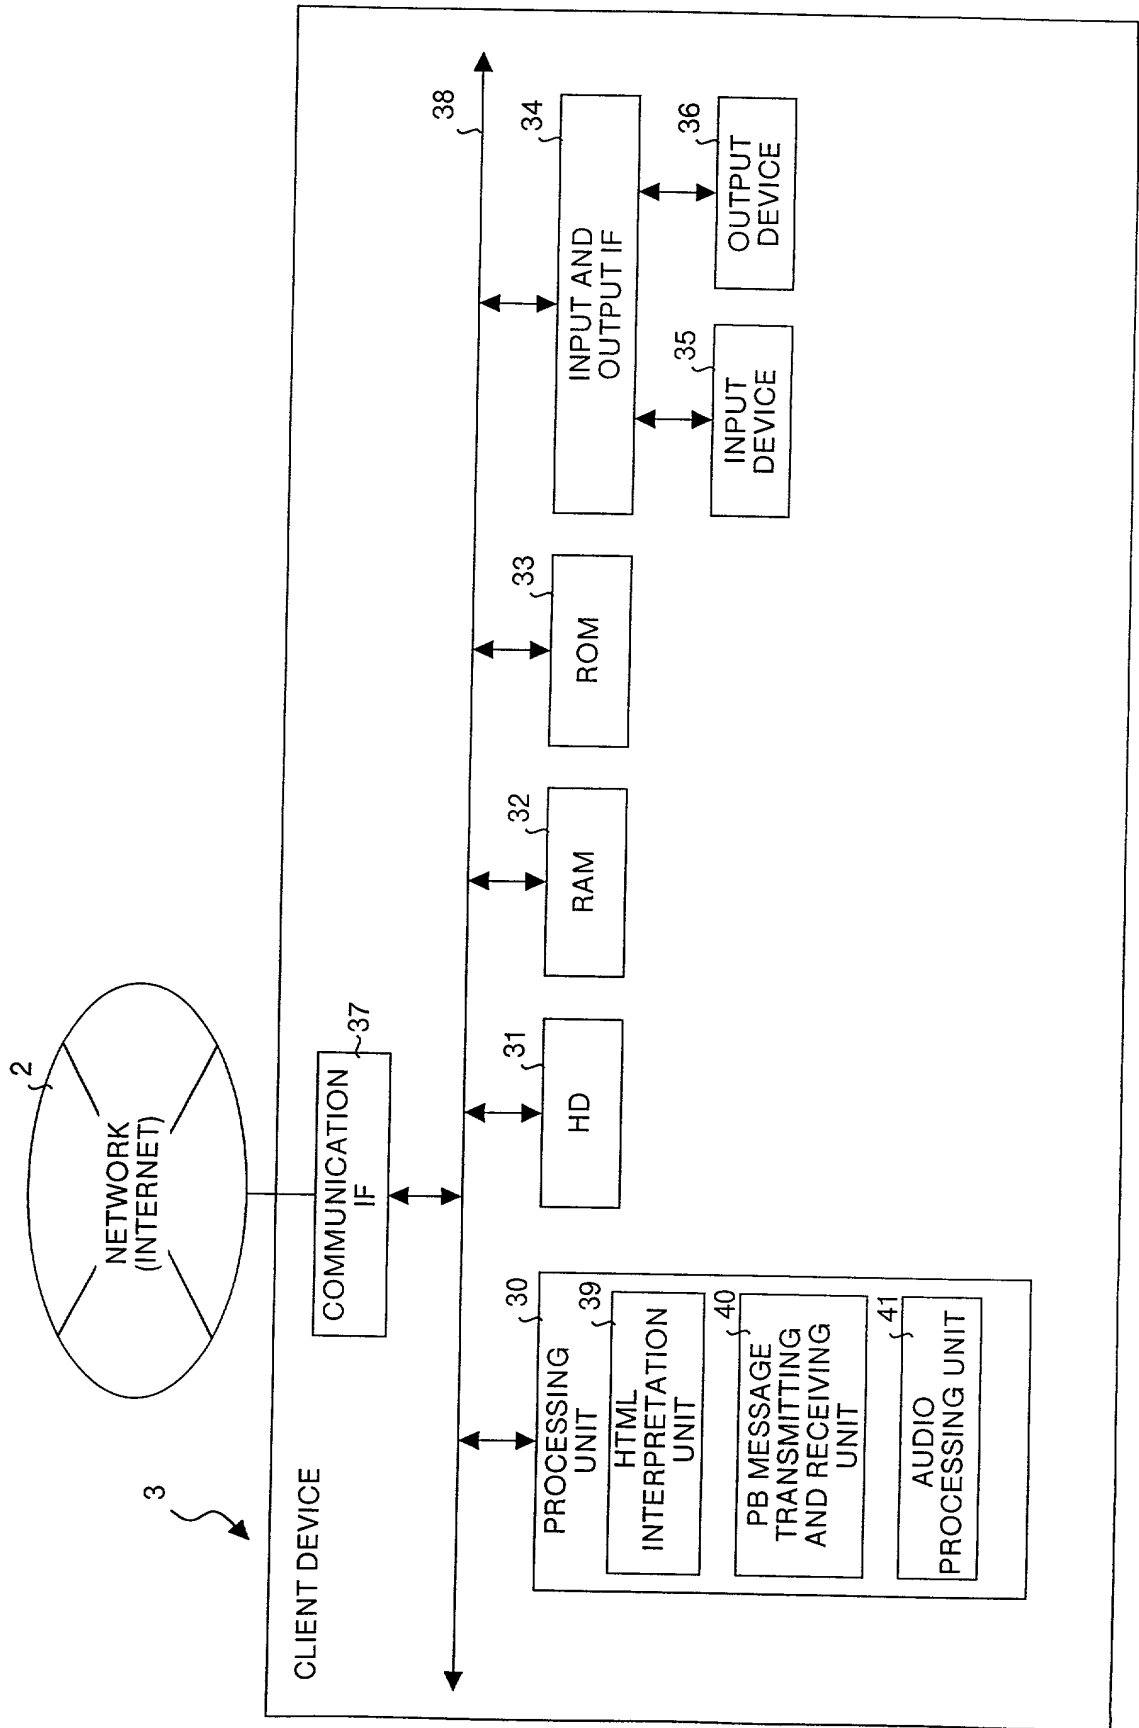 2
NETWORK
(INTERNET)
3
CLIENT DEVICE
COMMUNICATION
IF
37
38
30
PROCESSING
UNIT
39
HTML
INTERPRETATION
UNIT
40
PB MESSAGE
TRANSMITTING
AND RECEIVING
UNIT
41
AUDIO
PROCESSING UNIT
31
HD
32
RAM
33
ROM
34
INPUT AND
OUTPUT IF
35
INPUT
DEVICE
36
OUTPUT
DEVICE